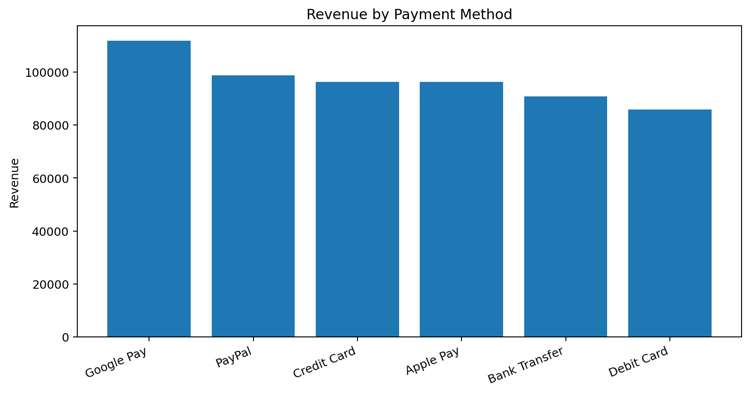 Revenue by Payment Method
Revenue
100000
80000
60000
40000
20000
0
Google Pay
PayPal
Credit Card
Apple Pay
Bank Transfer
Debit Card